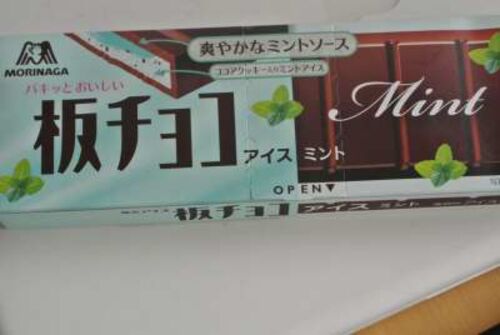 MORINAGA
パキッとおいしい
爽やかなミントソース
ココアクッキー入りミントアイス
板チョコ
アイス ミント
Mint
OPEN▼
板チョコ アイス ミント